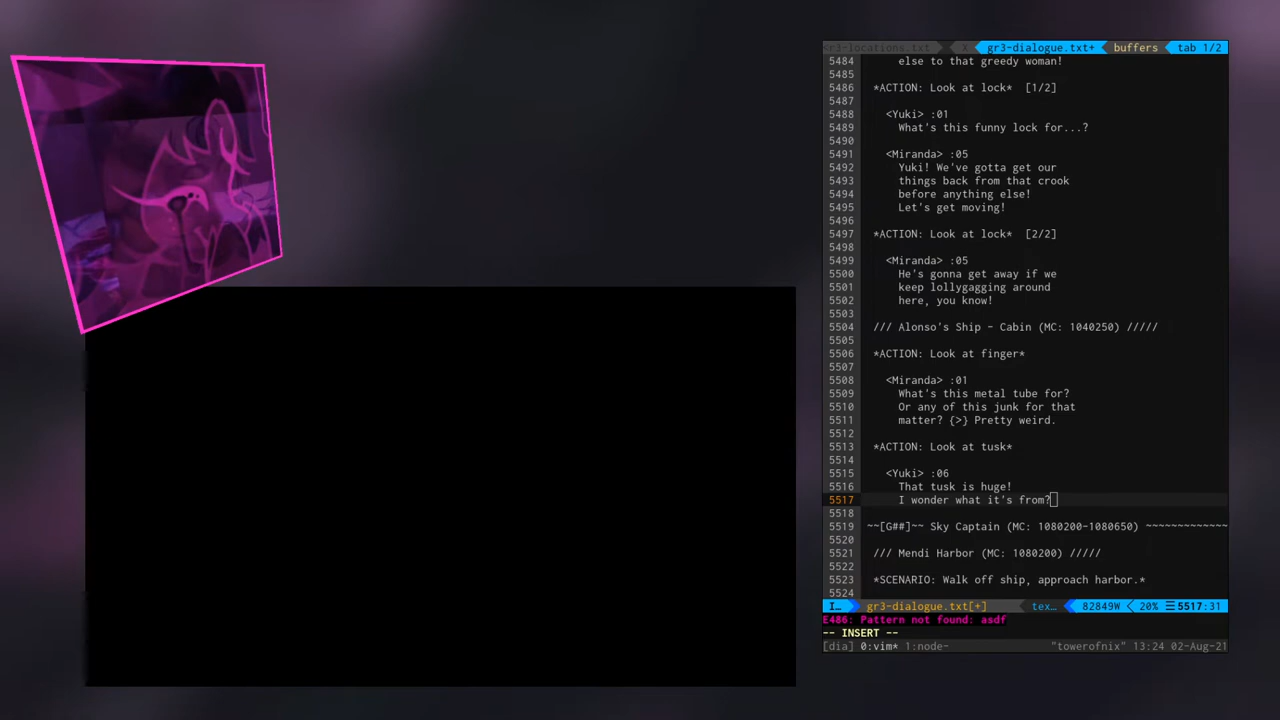 <r3-locations.txt X gr3-dialogue.txt+ buffers tab 1/2
5484 else to that greedy woman!
5485
5486 *ACTION: Look at lock* [1/2]
5487
5488 <Yuki> :01
5489 What's this funny lock for...?
5490
5491 <Miranda> :05
5492 Yuki! We've gotta get our
5493 things back from that crook
5494 before anything else!
5495 Let's get moving!
5496
5497 *ACTION: Look at lock* [2/2]
5498
5499 <Miranda> :05
5500 He's gonna get away if we
5501 keep lollygagging around
5502 here, you know!
5503
5504 /// Alonso's Ship - Cabin (MC: 1040250) /////
5505
5506 *ACTION: Look at finger*
5507
5508 <Miranda> :01
5509 What's this metal tube for?
5510 Or any of this junk for that
5511 matter? {>} Pretty weird.
5512
5513 *ACTION: Look at tusk*
5514
5515 <Yuki> :06
5516 That tusk is huge!
5517 I wonder what it's from?
5518
5519 ~~[G##]~~ Sky Captain (MC: 1080200-1080650) ~~~~~~~~~~~~~
5520
5521 /// Mendi Harbor (MC: 1080200) /////
5522
5523 *SCENARIO: Walk off ship, approach harbor.*
5524
I… gr3-dialogue.txt[+] tex… 82849W < 20% ☰ 5517:31
E486: Pattern not found: asdf
-- INSERT --
[dia] 0:vim* 1:node- "towerofnix" 13:24 02-Aug-21